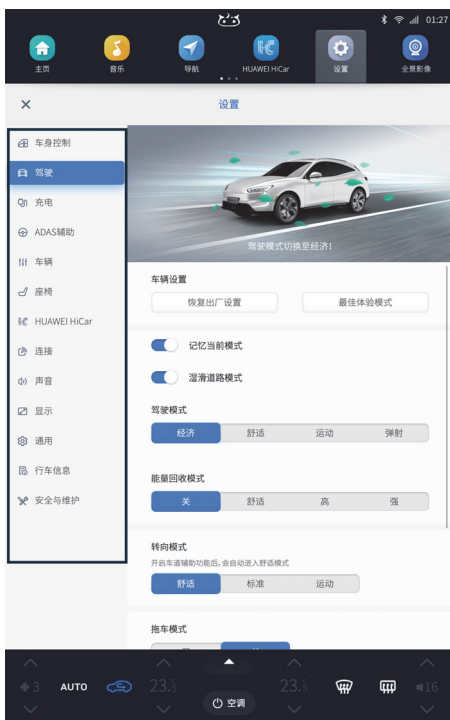 01:27
主页
音乐
导航
HUAWEI HiCar
设置
全景影像
设置
车身控制
驾驶
充电
ADAS辅助
车辆
座椅
HUAWEI HiCar
连接
声音
显示
通用
行车信息
安全与维护
驾驶模式切换至经济!
车辆设置
恢复出厂设置
最佳体验模式
记忆当前模式
湿滑道路模式
驾驶模式
经济 舒适 运动 弹射
能量回收模式
关 舒适 高 强
转向模式
开启车道辅助功能后, 会自动进入舒适模式
舒适 标准 运动
拖车模式
3 AUTO 23.5 23.5 16
空调